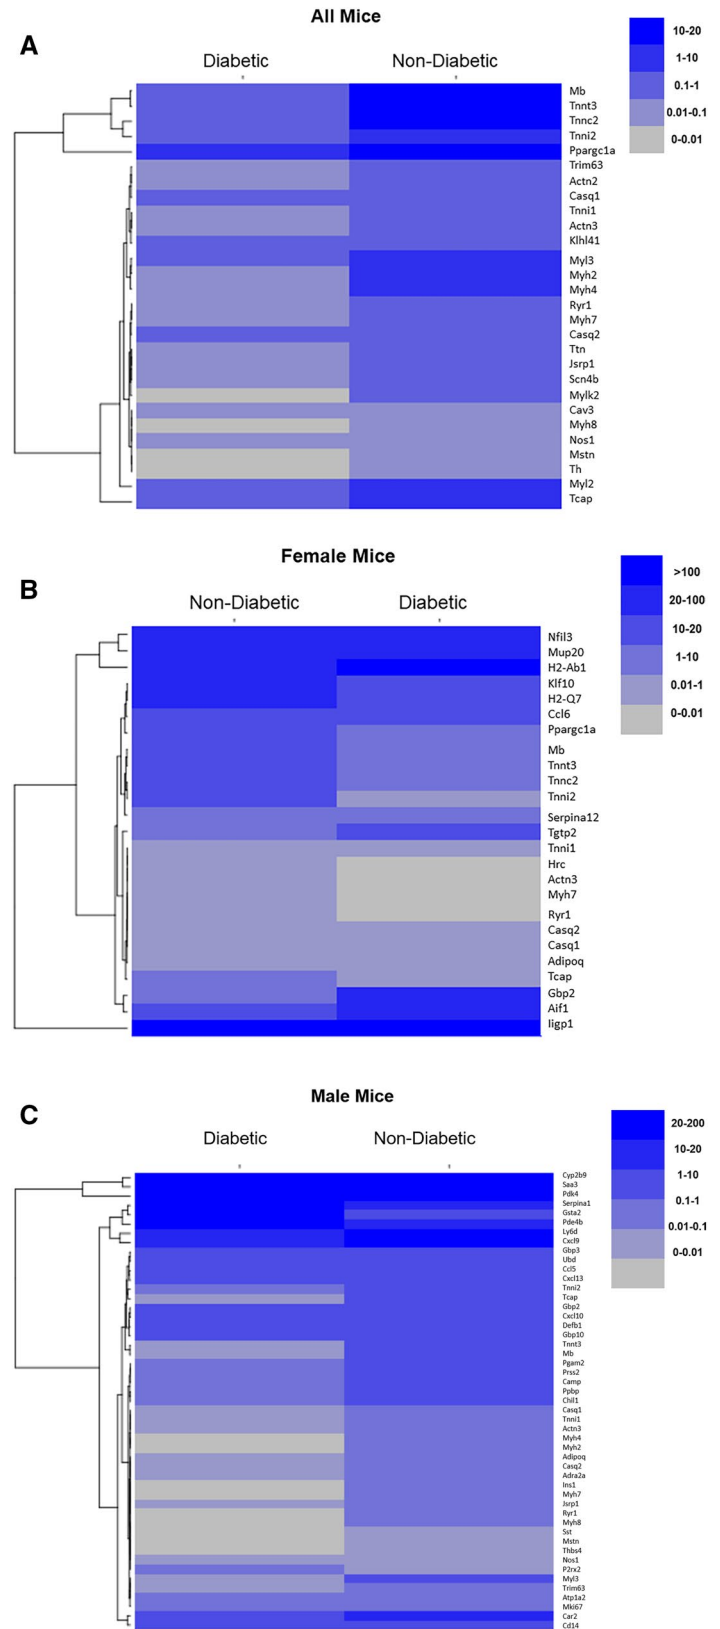 All Mice
A
Diabetic Non-Diabetic
10-20
1-10
0.1-1
0.01-0.1
0-0.01
Mb
Tnnt3
Tnnc2
Tnni2
Ppargc1a
Trim63
Actn2
Casq1
Tnni1
Actn3
Klhl41
Myl3
Myh2
Myh4
Ryr1
Myh7
Casq2
Ttn
Jsrp1
Scn4b
Mylk2
Cav3
Myh8
Nos1
Mstn
Th
Myl2
Tcap
Female Mice
B
Non-Diabetic Diabetic
>100
20-100
10-20
1-10
0.01-1
0-0.01
Nfil3
Mup20
H2-Ab1
Klf10
H2-Q7
Ccl6
Ppargc1a
Mb
Tnnt3
Tnnc2
Tnni2
Serpina12
Tgtp2
Tnni1
Hrc
Actn3
Myh7
Ryr1
Casq2
Casq1
Adipoq
Tcap
Gbp2
Aif1
Iigp1
Male Mice
C
Diabetic Non-Diabetic
20-200
10-20
1-10
0.1-1
0.01-0.1
0-0.01
Cyp2b9
Saa3
Pdk4
Serpina1
Gsta2
Pde4b
Ly6d
Cxcl9
Gbp3
Ubd
Ccl5
Cxcl13
Tnni2
Tcap
Gbp2
Cxcl10
Defb1
Gbp10
Tnnt3
Mb
Pgam2
Prss2
Camp
Ppbp
Chil1
Casq1
Tnni1
Actn3
Myh4
Myh2
Adipoq
Casq2
Adra2a
Ins1
Myh7
Jsrp1
Ryr1
Myh8
Sst
Mstn
Thbs4
Nos1
P2rx2
Myl3
Trim63
Atp1a2
Mki67
Car2
Cd14